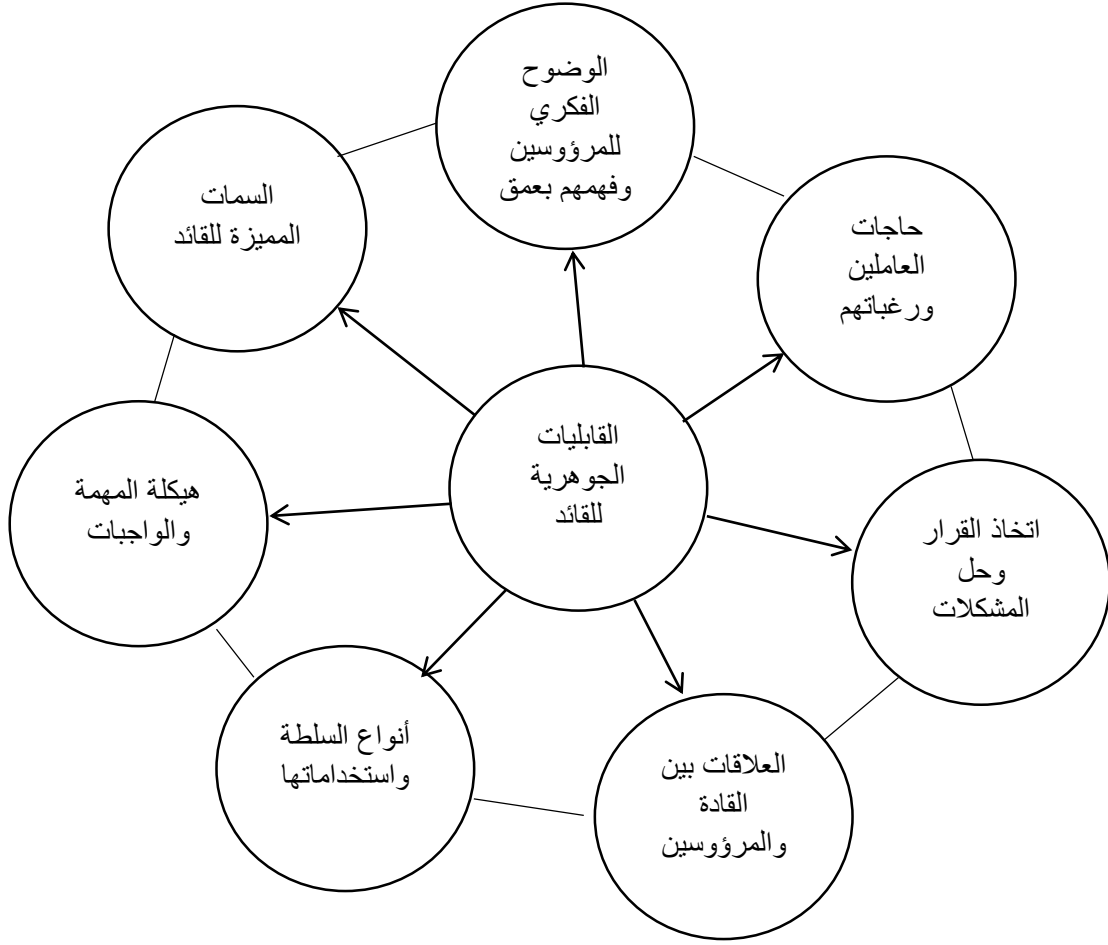 الوضوح
الفكري
للمرؤوسين
وفهمهم بعمق
حاجات
العاملين
ورغباتهم
اتخاذ القرار
وحل
المشكلات
العلاقات بين
القادة
والمرؤوسين
أنواع السلطة
واستخداماتها
هيكلة المهمة
والواجبات
السمات
المميزة للقائد
القابليات
الجوهرية
للقائد